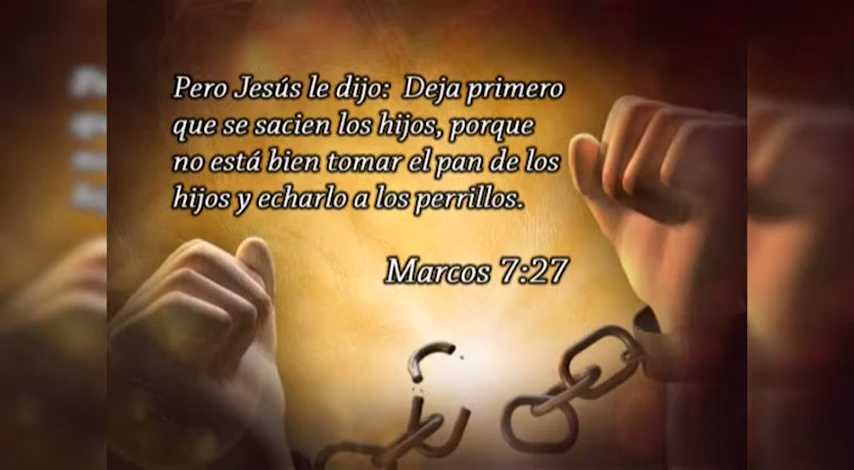 Pero Jesús le dijo:  Deja primero
que se sacien los hijos, porque
no está bien tomar el pan de los
hijos y echarlo a los perrillos.
Marcos 7:27